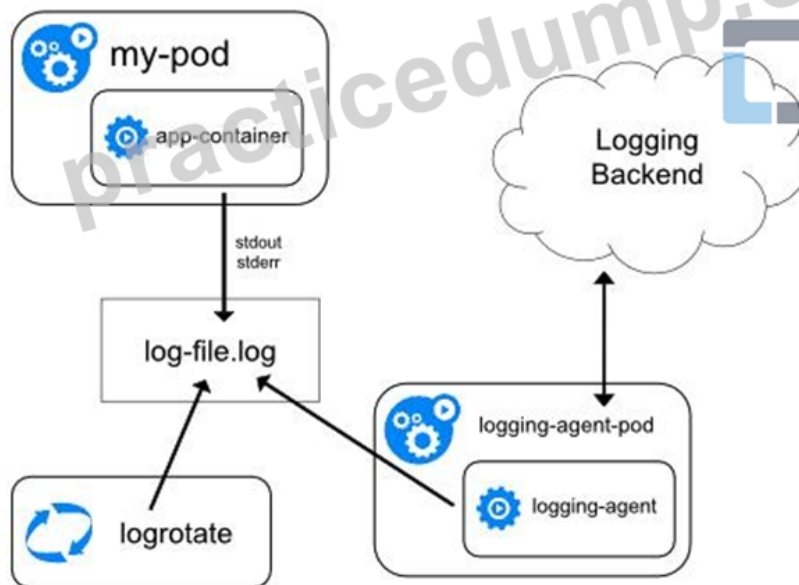 my-pod
app-container
stdout
stderr
log-file.log
logrotate
Logging
Backend
logging-agent-pod
logging-agent
practicedump.